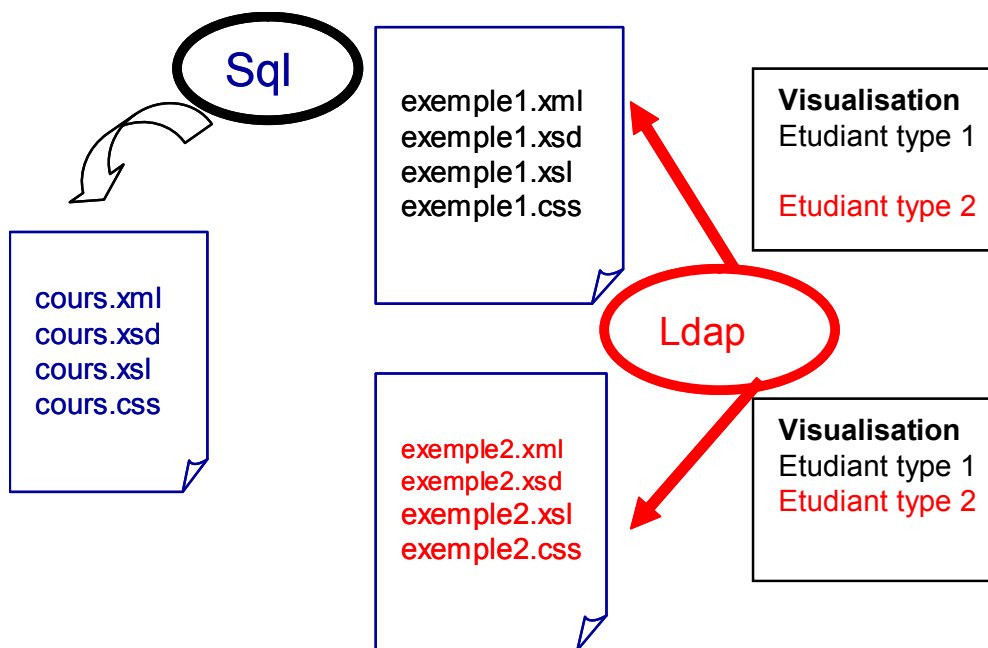 Sql
cours.xml
cours.xsd
cours.xsl
cours.css
exemple1.xml
exemple1.xsd
exemple1.xsl
exemple1.css
Visualisation
Etudiant type 1
Etudiant type 2
Ldap
exemple2.xml
exemple2.xsd
exemple2.xsl
exemple2.css
Visualisation
Etudiant type 1
Etudiant type 2